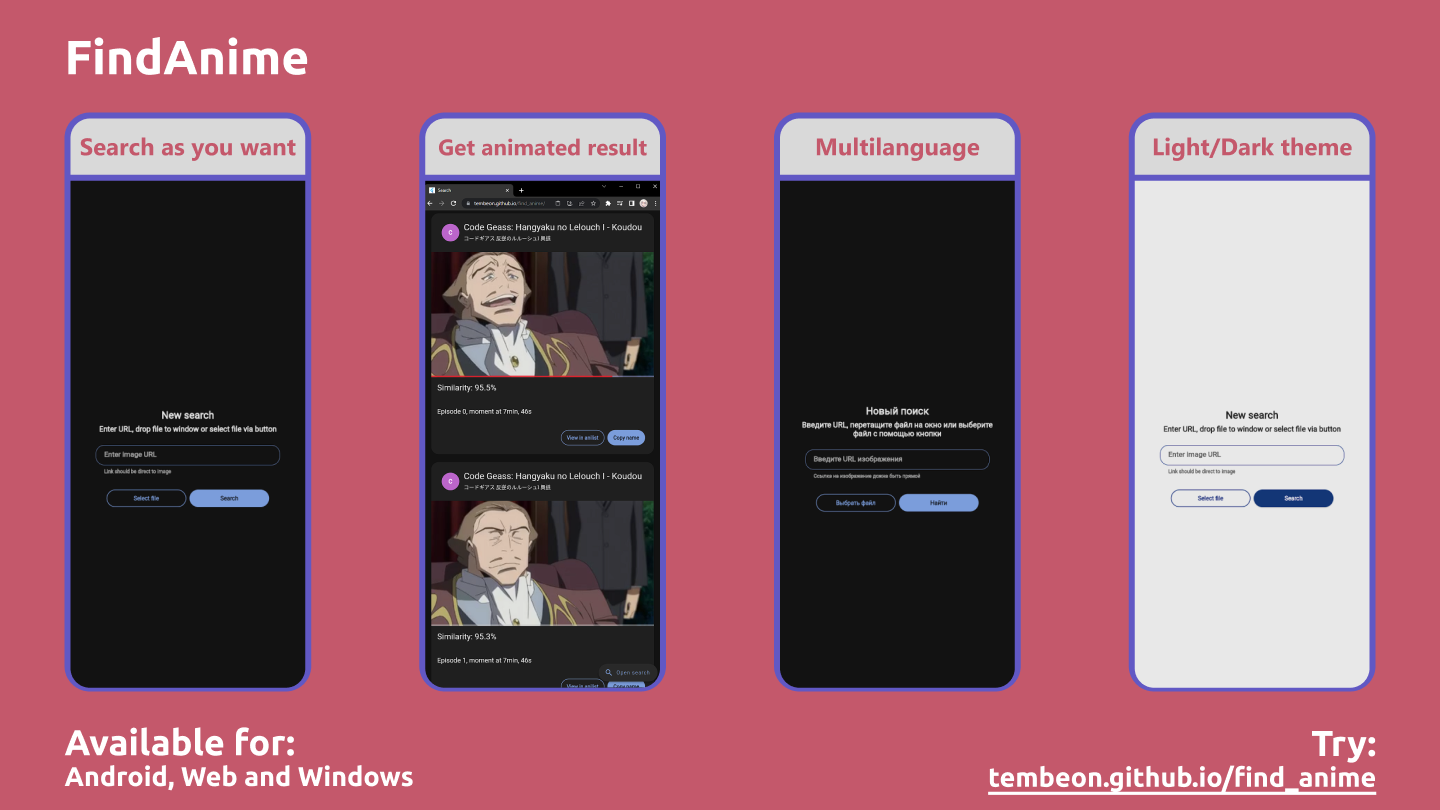 FindAnime
Search as you want
New search
Enter URL, drop file to window or select file via button
Enter image URL
Link should be direct to image
Select file
Search
Get animated result
Search
tembeon.github.io/find_anime/
C
Code Geass: Hangyaku no Lelouch I - Koudou
コードギアス 反逆のルルーシュI 興道
Similarity: 95.5%
Episode 0, moment at 7min, 46s
View in anilist
Copy name
C
Code Geass: Hangyaku no Lelouch I - Koudou
コードギアス 反逆のルルーシュI 興道
Similarity: 95.3%
Episode 1, moment at 7min, 46s
Open search
View in anilist
Copy name
Multilanguage
Новый поиск
Введите URL, перетащите файл на окно или выберите
файл с помощью кнопки
Введите URL изображения
Ссылка на изображение должна быть прямой
Выбрать файл
Найти
Light/Dark theme
New search
Enter URL, drop file to window or select file via button
Enter image URL
Link should be direct to image
Select file
Search
Available for:
Android, Web and Windows
Try:
tembeon.github.io/find_anime